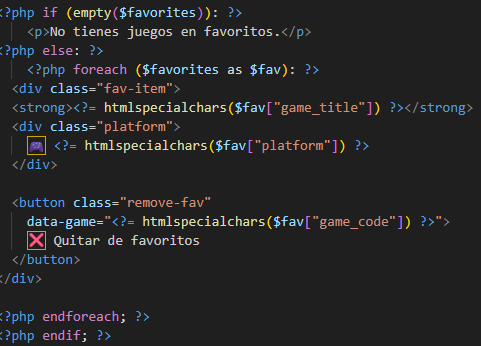 <?php if (empty($favorites)): ?>
<p>No tienes juegos en favoritos.</p>
<?php else: ?>
<?php foreach ($favorites as $fav): ?>
<div class="fav-item">
<strong><?= htmlspecialchars($fav["game_title"]) ?></strong>
<div class="platform">
🎮 <?= htmlspecialchars($fav["platform"]) ?>
</div>
<button class="remove-fav"
data-game="<?= htmlspecialchars($fav["game_code"]) ?>">
❌ Quitar de favoritos
</button>
</div>
<?php endforeach; ?>
<?php endif; ?>